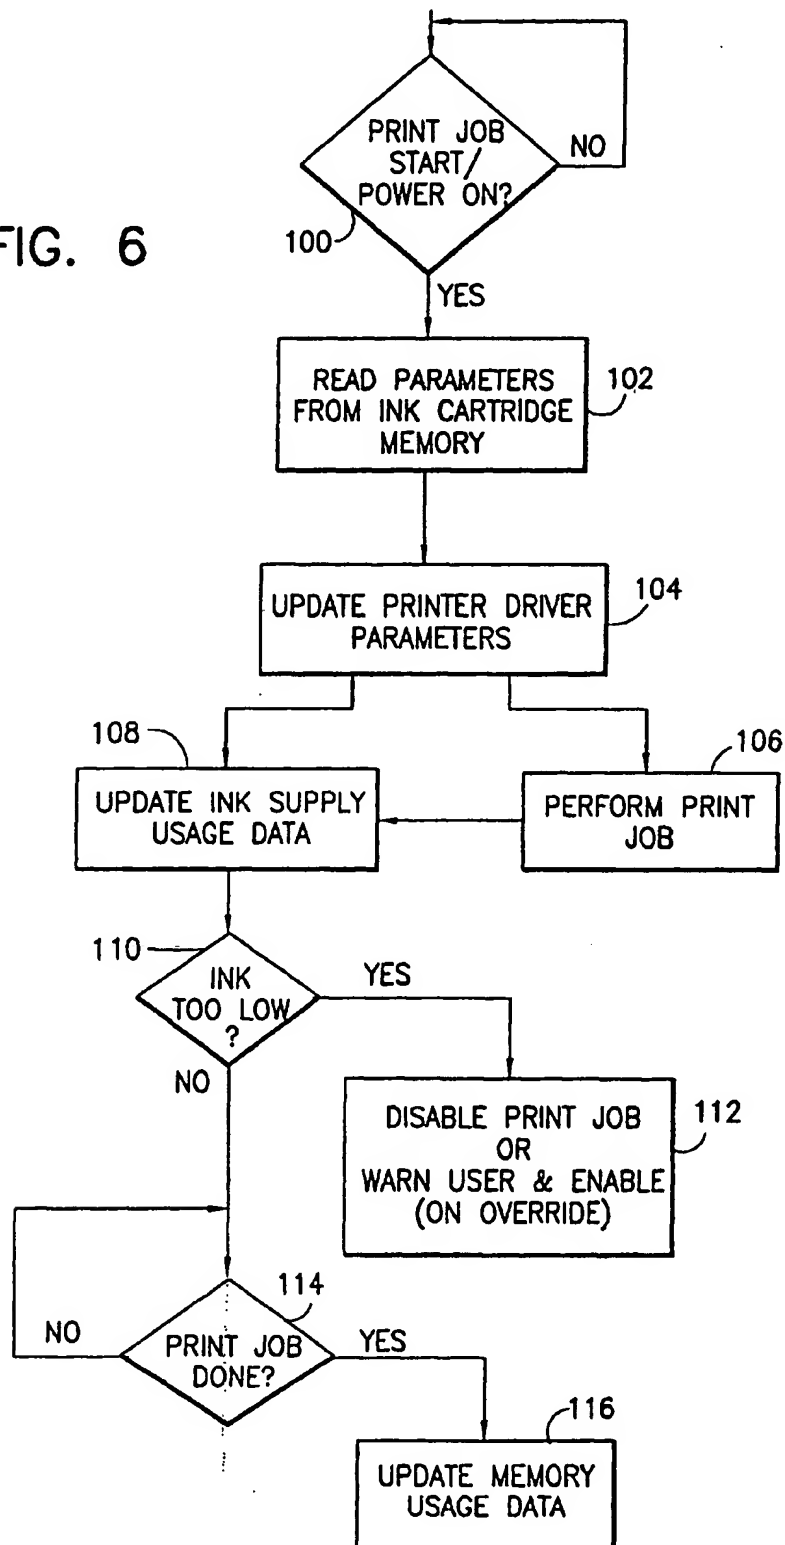 PRINT JOB
START/
POWER ON?
NO
100
FIG. 6
YES
READ PARAMETERS
FROM INK CARTRIDGE
MEMORY
102
UPDATE PRINTER DRIVER
PARAMETERS
104
108
UPDATE INK SUPPLY
USAGE DATA
106
PERFORM PRINT
JOB
110
INK
TOO LOW
?
YES
NO
DISABLE PRINT JOB
OR
WARN USER & ENABLE
(ON OVERRIDE)
112
114
PRINT JOB
DONE?
NO
YES
116
UPDATE MEMORY
USAGE DATA